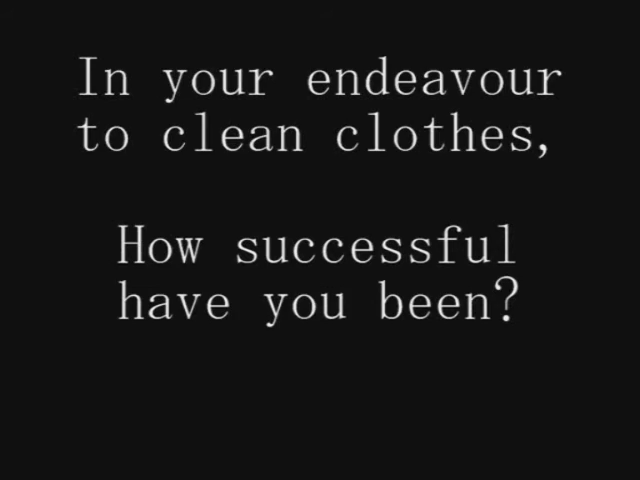 In your endeavour
to clean clothes,
How successful
have you been?